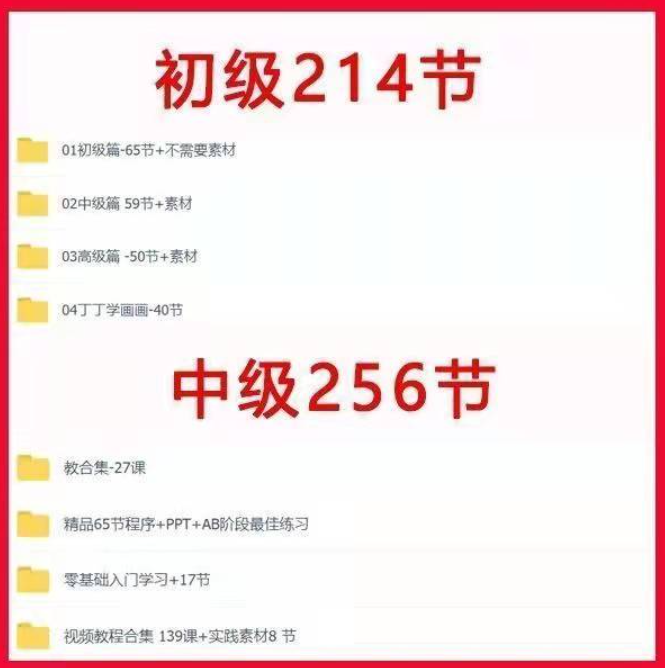 初级214节
01初级篇-65节+不需要素材
02中级篇 59节+素材
03高级篇 -50节+素材
04丁丁学画画-40节
中级256节
教合集-27课
精品65节程序+PPT+AB阶段最佳练习
零基础入门学习+17节
视频教程合集 139课+实践素材8 节